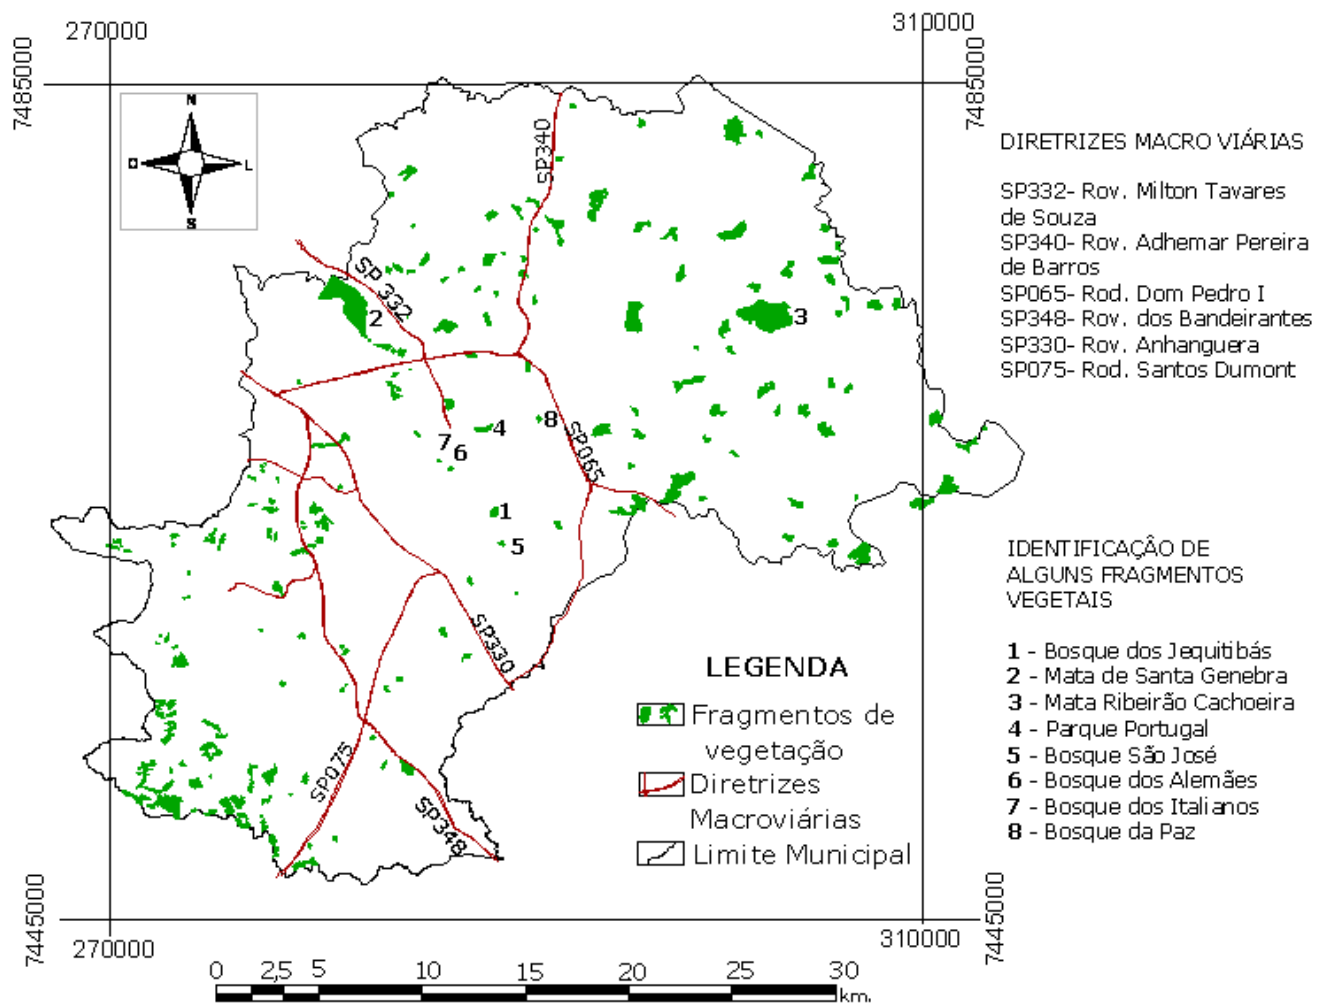 270000
310000
7485000
7485000
N
O
L
S
SP340
SP 332
2
3
7
6
4
8
SP065
1
5
SP330
SP075
SP348
DIRETRIZES MACRO VIÁRIAS
SP332- Rov. Milton Tavares
de Souza
SP340- Rov. Adhemar Pereira
de Barros
SP065- Rod. Dom Pedro I
SP348- Rov. dos Bandeirantes
SP330- Rov. Anhanguera
SP075- Rod. Santos Dumont
IDENTIFICAÇÂO DE
ALGUNS FRAGMENTOS
VEGETAIS
1 - Bosque dos Jequitibás
2 - Mata de Santa Genebra
3 - Mata Ribeirão Cachoeira
4 - Parque Portugal
5 - Bosque São José
6 - Bosque dos Alemães
7 - Bosque dos Italianos
8 - Bosque da Paz
LEGENDA
Fragmentos de
vegetação
Diretrizes
Macroviárias
Limite Municipal
7445000
7445000
270000
310000
0 2,5 5 10 15 20 25 30
km.